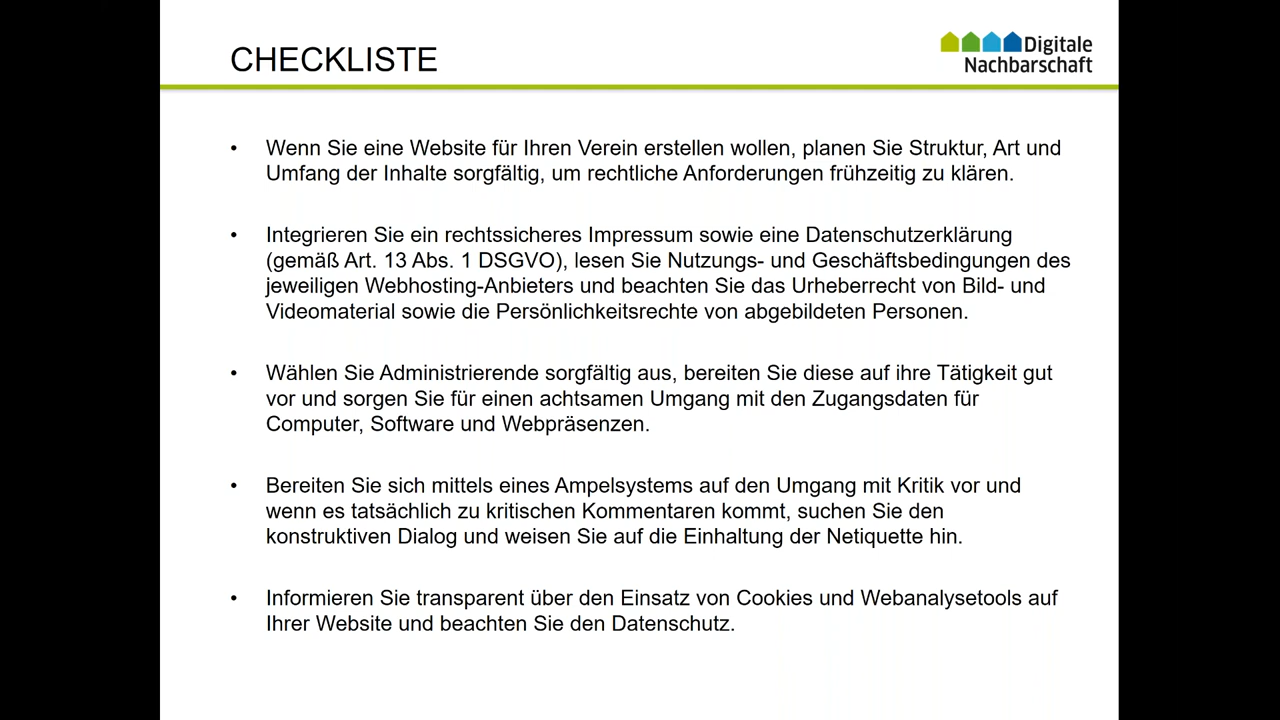 CHECKLISTE
Digitale
Nachbarschaft
• Wenn Sie eine Website für Ihren Verein erstellen wollen, planen Sie Struktur, Art und
Umfang der Inhalte sorgfältig, um rechtliche Anforderungen frühzeitig zu klären.
• Integrieren Sie ein rechtssicheres Impressum sowie eine Datenschutzerklärung
(gemäß Art. 13 Abs. 1 DSGVO), lesen Sie Nutzungs- und Geschäftsbedingungen des
jeweiligen Webhosting-Anbieters und beachten Sie das Urheberrecht von Bild- und
Videomaterial sowie die Persönlichkeitsrechte von abgebildeten Personen.
• Wählen Sie Administrierende sorgfältig aus, bereiten Sie diese auf ihre Tätigkeit gut
vor und sorgen Sie für einen achtsamen Umgang mit den Zugangsdaten für
Computer, Software und Webpräsenzen.
• Bereiten Sie sich mittels eines Ampelsystems auf den Umgang mit Kritik vor und
wenn es tatsächlich zu kritischen Kommentaren kommt, suchen Sie den
konstruktiven Dialog und weisen Sie auf die Einhaltung der Netiquette hin.
• Informieren Sie transparent über den Einsatz von Cookies und Webanalysetools auf
Ihrer Website und beachten Sie den Datenschutz.